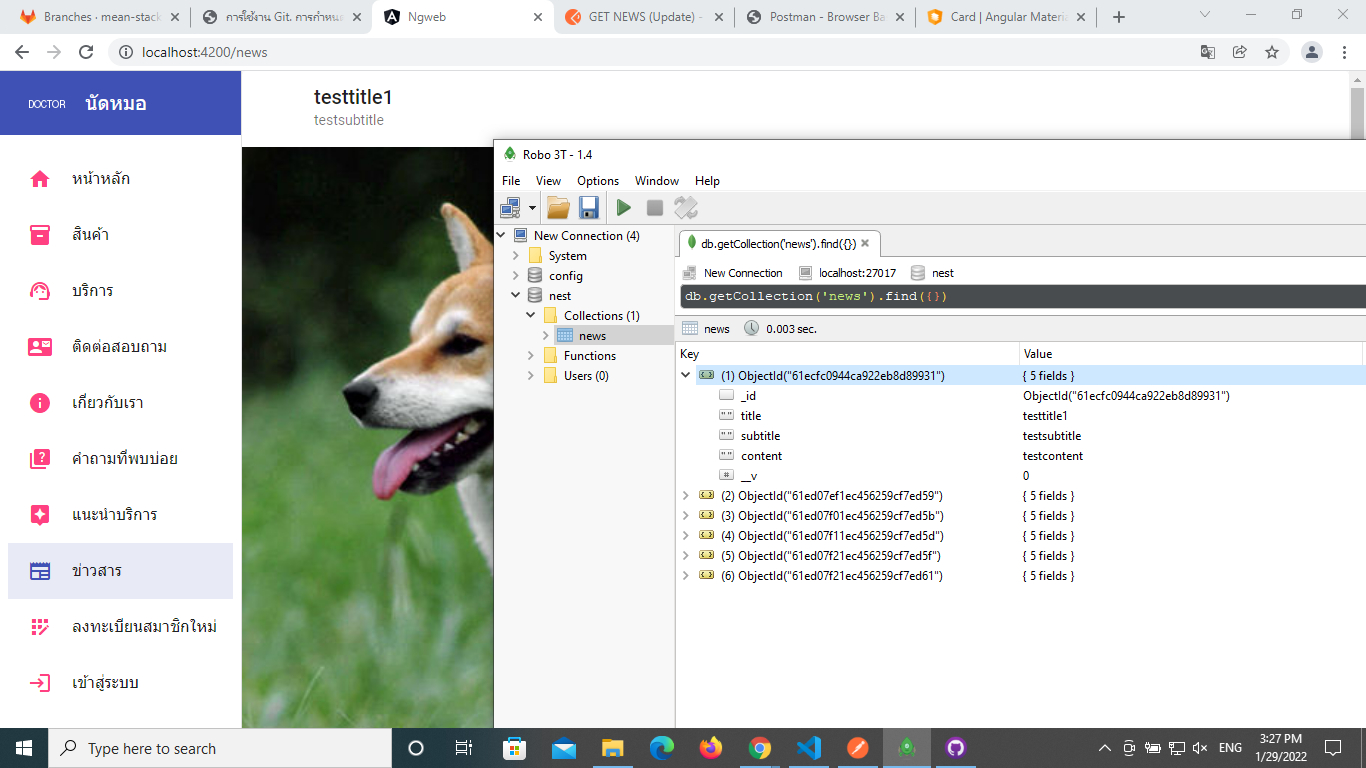 Branches · mean-stack
การใช้งาน Git. การกำหนด
Ngweb
GET NEWS (Update) -
Postman - Browser Ba
Card | Angular Materia
localhost:4200/news
DOCTOR นัดหมอ
หน้าหลัก
สินค้า
บริการ
ติดต่อสอบถาม
เกี่ยวกับเรา
คำถามที่พบบ่อย
แนะนำบริการ
ข่าวสาร
ลงทะเบียนสมาชิกใหม่
เข้าสู่ระบบ
testtitle1
testsubtitle
Robo 3T - 1.4
File View Options Window Help
New Connection (4)
System
config
nest
Collections (1)
news
Functions
Users (0)
db.getCollection('news').find({})
New Connection localhost:27017 nest
db.getCollection('news').find({})
news 0.003 sec.
Key Value
(1) ObjectId("61ecfc0944ca922eb8d89931") { 5 fields }
_id ObjectId("61ecfc0944ca922eb8d89931")
title testtitle1
subtitle testsubtitle
content testcontent
__v 0
(2) ObjectId("61ed07ef1ec456259cf7ed59") { 5 fields }
(3) ObjectId("61ed07f01ec456259cf7ed5b") { 5 fields }
(4) ObjectId("61ed07f11ec456259cf7ed5d") { 5 fields }
(5) ObjectId("61ed07f21ec456259cf7ed5f") { 5 fields }
(6) ObjectId("61ed07f21ec456259cf7ed61") { 5 fields }
Type here to search
ENG
3:27 PM
1/29/2022